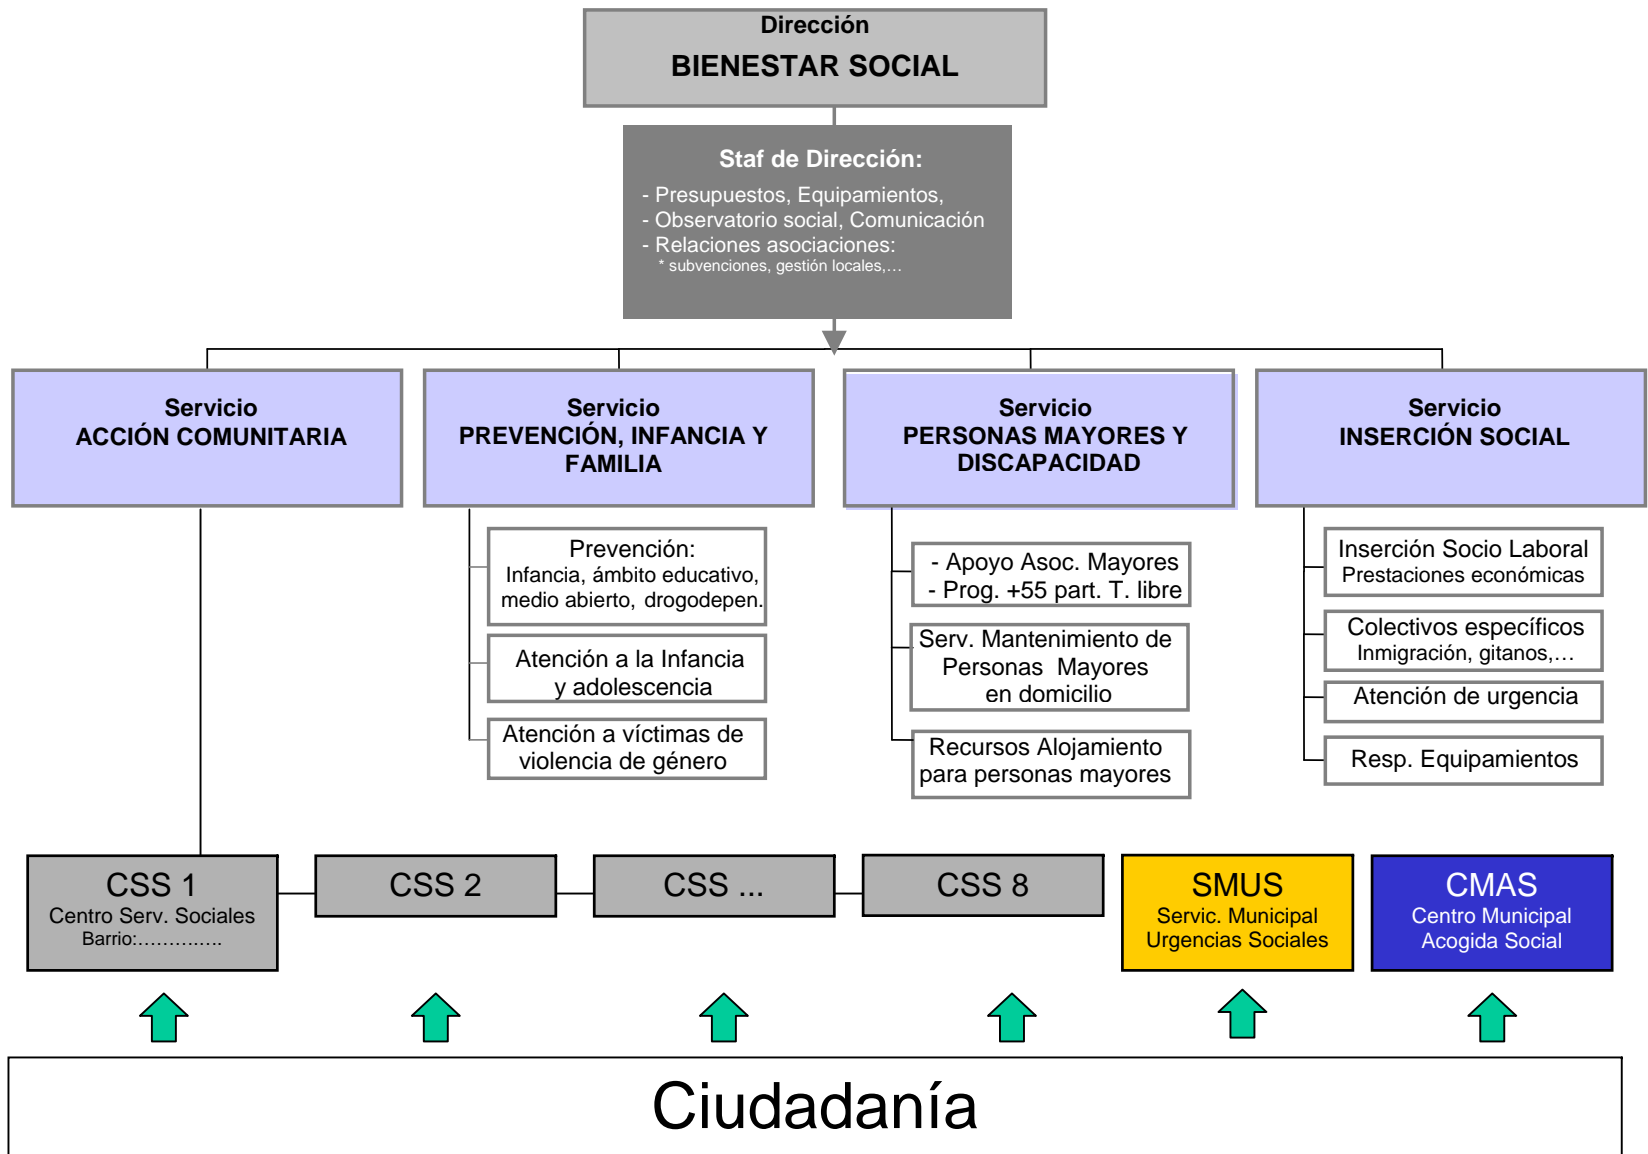 Dirección
BIENESTAR SOCIAL
Staf de Dirección:
- Presupuestos, Equipamientos,
- Observatorio social, Comunicación
- Relaciones asociaciones:
* subvenciones, gestión locales,…
Servicio
ACCIÓN COMUNITARIA
Servicio
PREVENCIÓN, INFANCIA Y
FAMILIA
Servicio
PERSONAS MAYORES Y
DISCAPACIDAD
Servicio
INSERCIÓN SOCIAL
Prevención:
Infancia, ámbito educativo,
medio abierto, drogodepen.
Atención a la Infancia
y adolescencia
Atención a víctimas de
violencia de género
- Apoyo Asoc. Mayores
- Prog. +55 part. T. libre
Serv. Mantenimiento de
Personas Mayores
en domicilio
Recursos Alojamiento
para personas mayores
Inserción Socio Laboral
Prestaciones económicas
Colectivos específicos
Inmigración, gitanos,…
Atención de urgencia
Resp. Equipamientos
CSS 1
Centro Serv. Sociales
Barrio:…………..
CSS 2
CSS ...
CSS 8
SMUS
Servic. Municipal
Urgencias Sociales
CMAS
Centro Municipal
Acogida Social
Ciudadanía